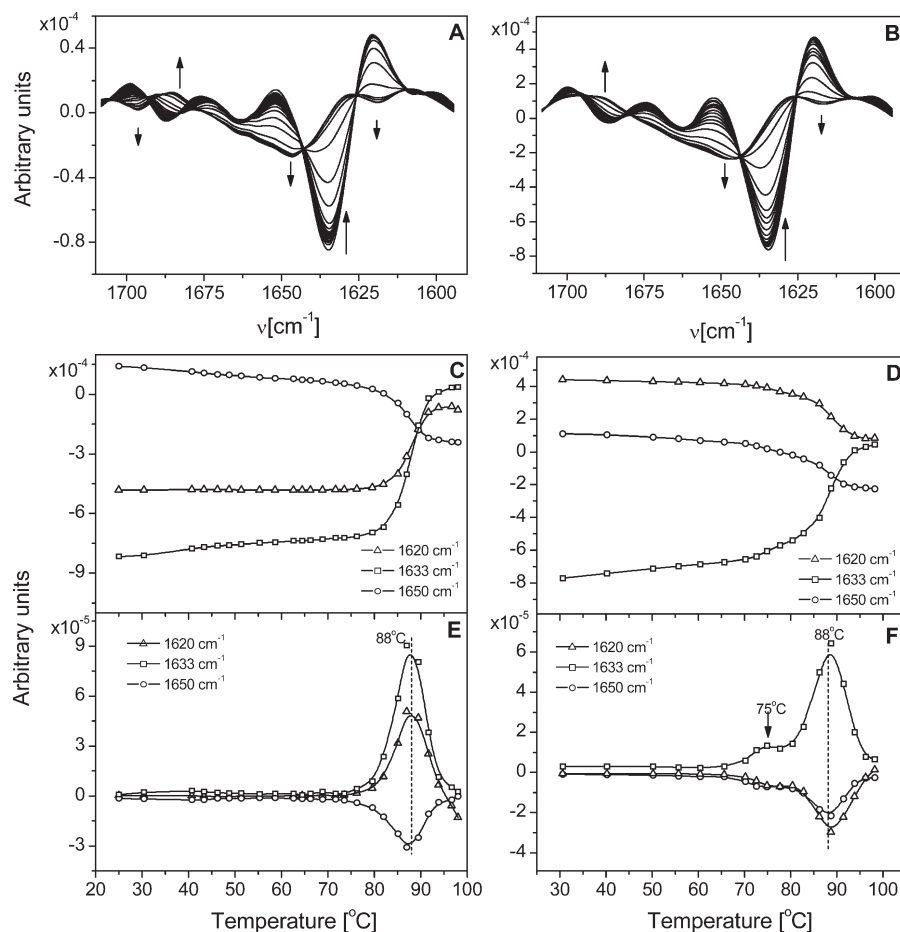 x10⁻⁴
A
0.4
0.0
-0.4
-0.8
Arbitrary units
1700 1675 1650 1625 1600
ν[cm⁻¹]
x10⁻⁴
B
4
2
0
-2
-4
-6
-8
1700 1675 1650 1625 1600
ν[cm⁻¹]
x10⁻⁴
C
0
-3
-6
-9
1620 cm⁻¹
1633 cm⁻¹
1650 cm⁻¹
x10⁻⁴
D
4
2
0
-2
-4
-6
-8
1620 cm⁻¹
1633 cm⁻¹
1650 cm⁻¹
Arbitrary units
x10⁻⁵
E
9
6
3
0
-3
1620 cm⁻¹
1633 cm⁻¹
1650 cm⁻¹
88°C
20 30 40 50 60 70 80 90 100
Temperature [°C]
x10⁻⁵
F
6
4
2
0
-2
-4
1620 cm⁻¹
1633 cm⁻¹
1650 cm⁻¹
75°C
88°C
30 40 50 60 70 80 90 100
Temperature [°C]